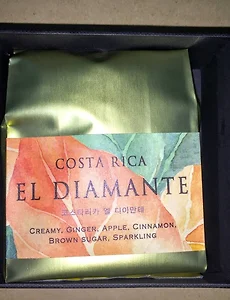 COSTA RICA
EL DIAMANTE
코스타리카 엘 디아만테
CREAMY, GINGER, APPLE, CINNAMON,
BROWN SUGAR, SPARKLING